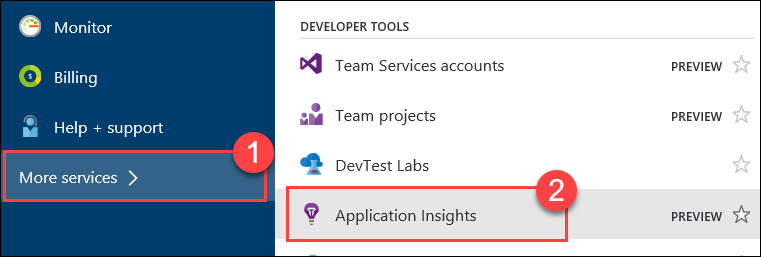 Monitor
Billing
Help + support
More services
1
DEVELOPER TOOLS
Team Services accounts PREVIEW
Team projects PREVIEW
DevTest Labs
2
Application Insights PREVIEW